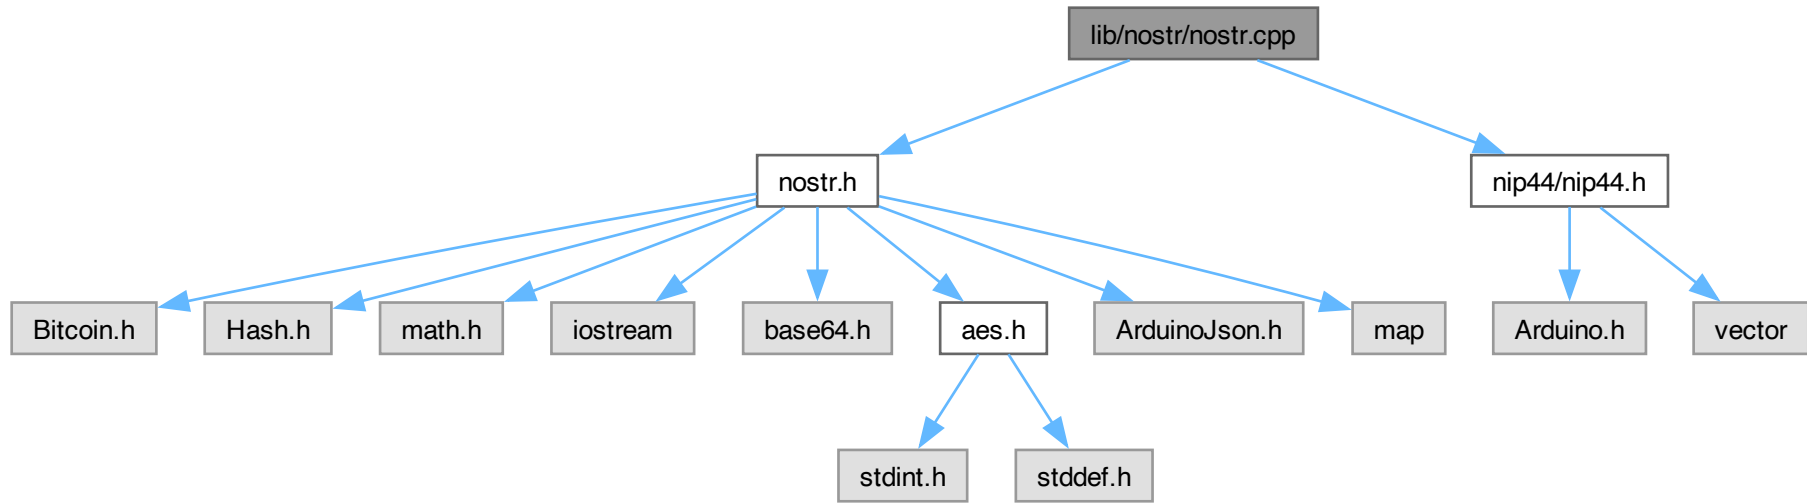 lib/nostr/nostr.cpp
nostr.h
nip44/nip44.h
Bitcoin.h
Hash.h
math.h
iostream
base64.h
aes.h
ArduinoJson.h
map
Arduino.h
vector
stdint.h
stddef.h